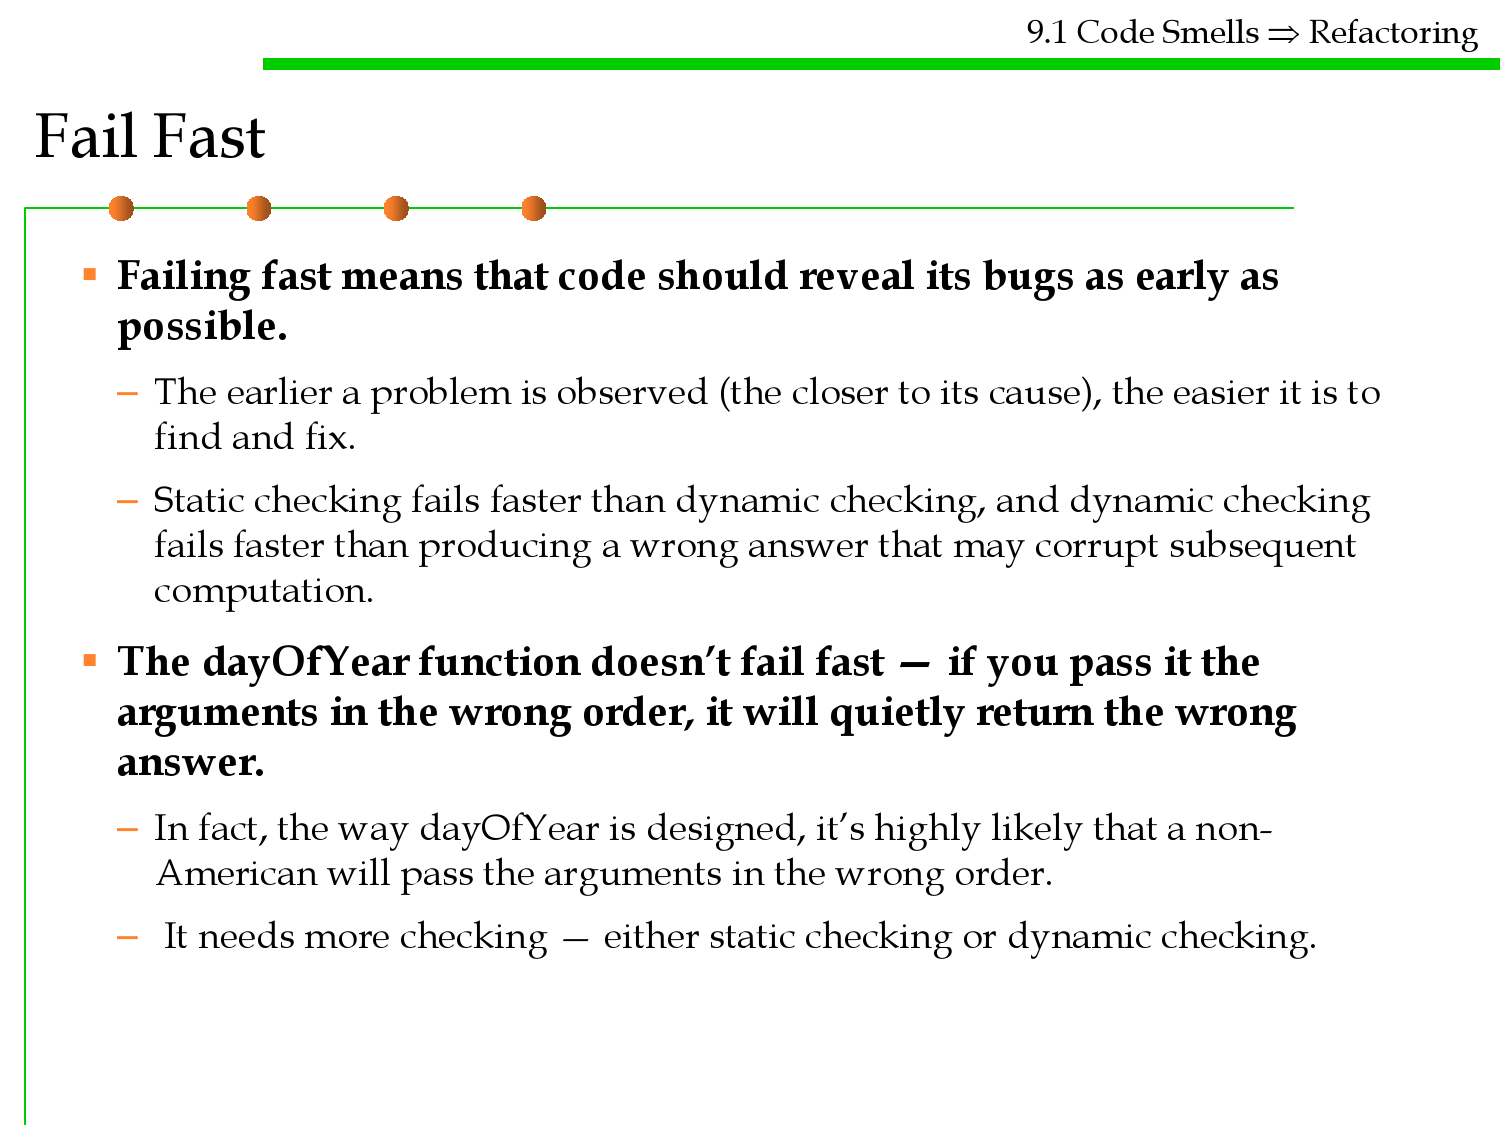 9.1 Code Smells ⇒ Refactoring
Fail Fast
▪ Failing fast means that code should reveal its bugs as early as
possible.
– The earlier a problem is observed (the closer to its cause), the easier it is to
find and fix.
– Static checking fails faster than dynamic checking, and dynamic checking
fails faster than producing a wrong answer that may corrupt subsequent
computation.
▪ The dayOfYear function doesn’t fail fast — if you pass it the
arguments in the wrong order, it will quietly return the wrong
answer.
– In fact, the way dayOfYear is designed, it’s highly likely that a non-
American will pass the arguments in the wrong order.
– It needs more checking — either static checking or dynamic checking.